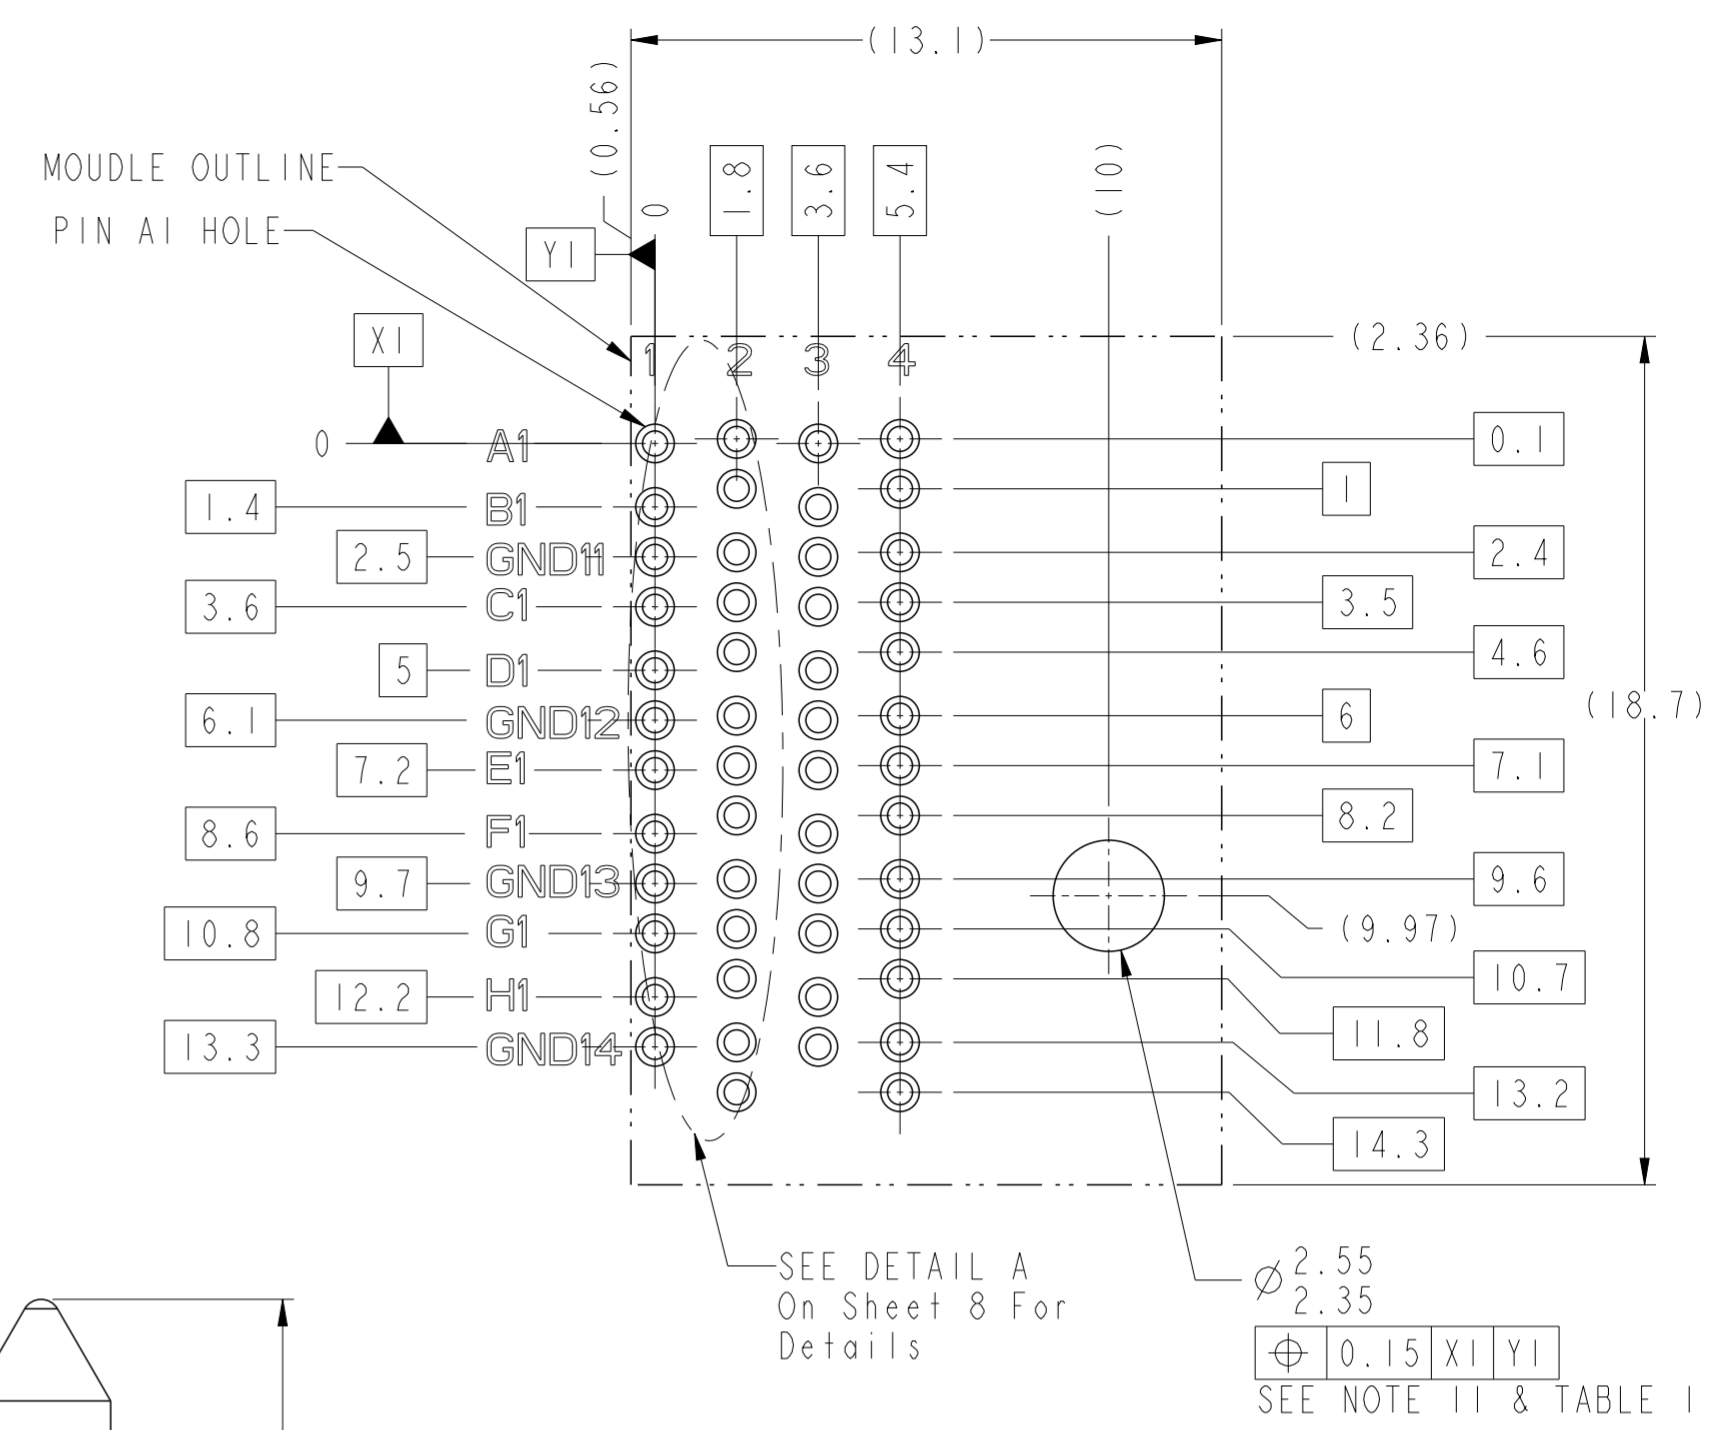 (13.1)
(0.56)
0
1.8
3.6
5.4
(10)
MOUDLE OUTLINE
PIN A1 HOLE
Y1
X1
(2.36)
1 2 3 4
0 A1 0.1
1
1.4 B1
2.5 GND11 2.4
3.6 C1 3.5
4.6
5 D1
6.1 GND12 6
(18.7)
7.2 E1 7.1
8.6 F1 8.2
9.7 GND13 9.6
10.8 G1 (9.97)
10.7
12.2 H1
11.8
13.3 GND14
13.2
14.3
SEE DETAIL A
On Sheet 8 For
Details
Ø 2.55
2.35
⌖ 0.15 X1 Y1
SEE NOTE 11 & TABLE 1